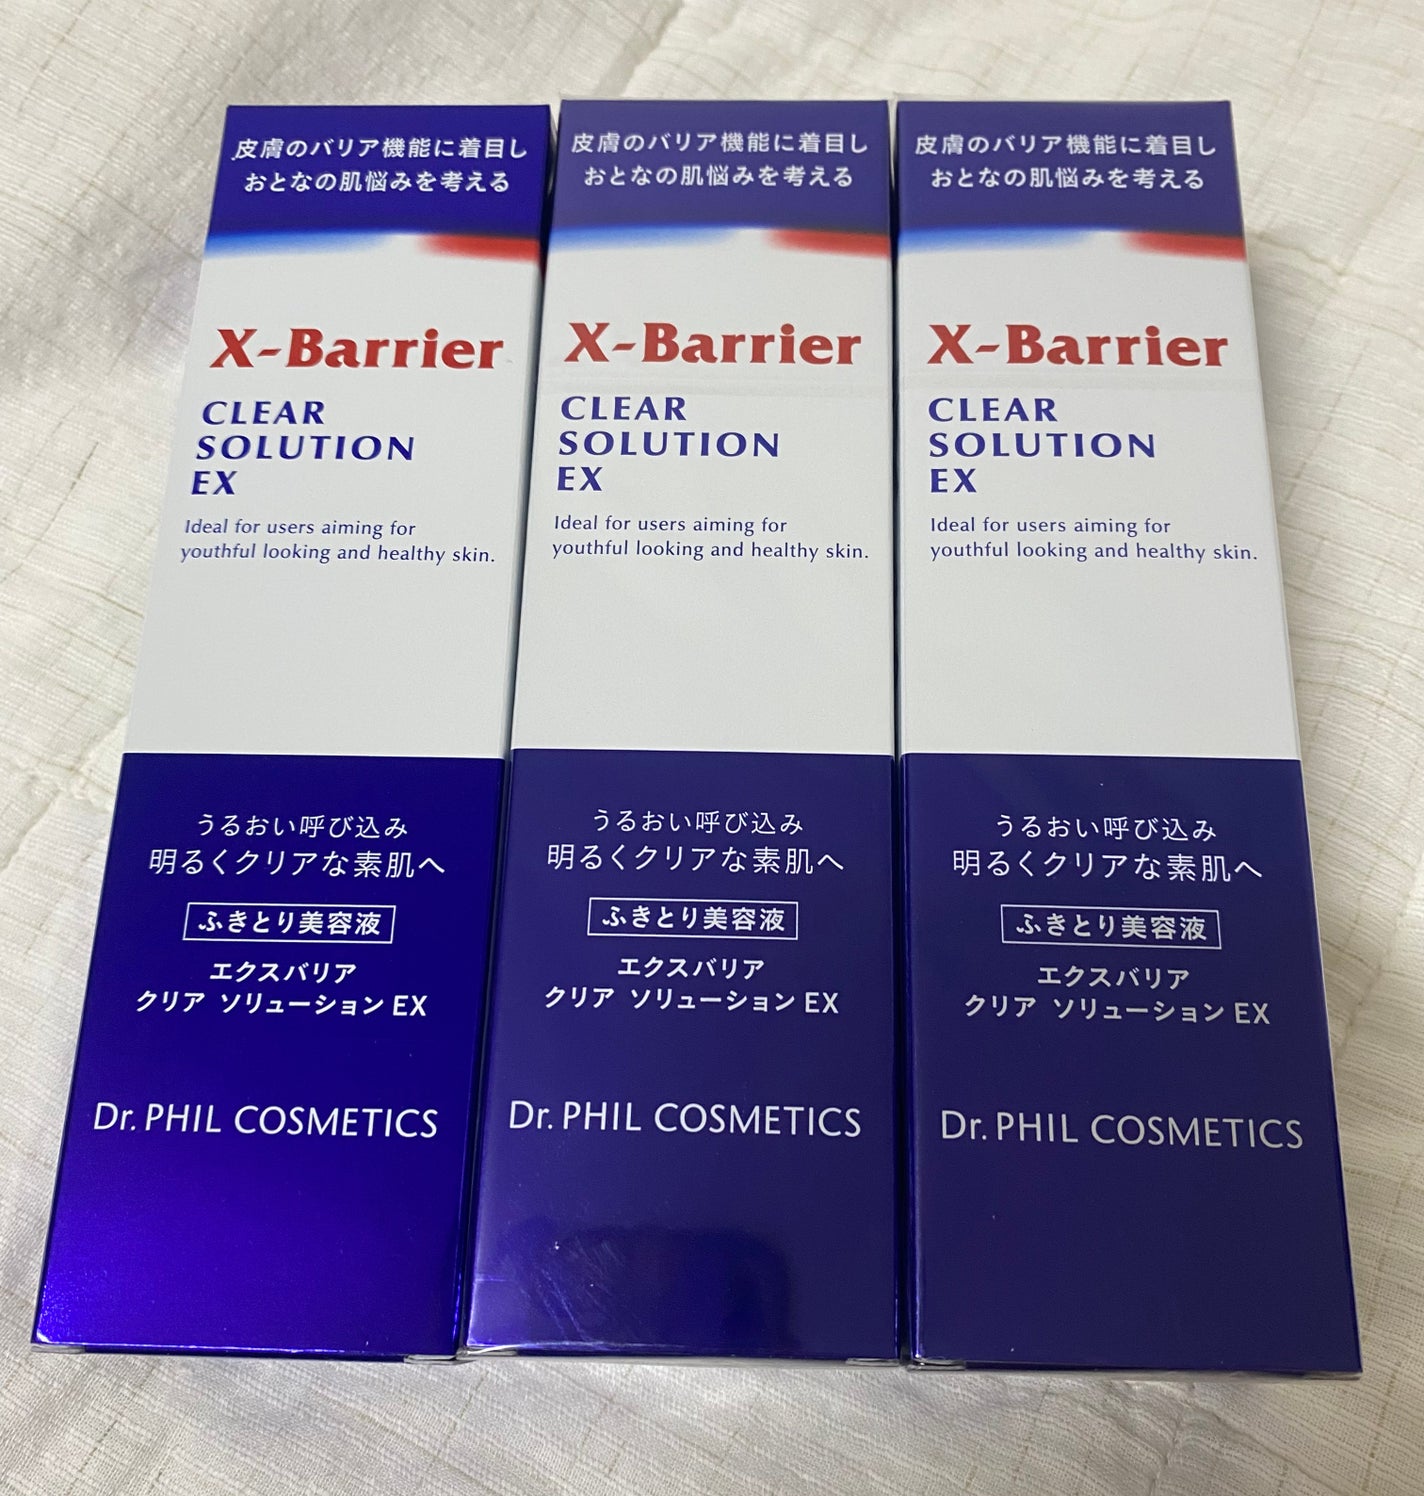 皮膚のバリア機能に着目し
おとなの肌悩みを考える
X-Barrier
CLEAR
SOLUTION
EX
Ideal for users aiming for
youthful looking and healthy skin.
うるおい呼び込み
明るくクリアな素肌へ
ふきとり美容液
エクスバリア
クリア ソリューション EX
Dr. PHIL COSMETICS
皮膚のバリア機能に着目し
おとなの肌悩みを考える
X-Barrier
CLEAR
SOLUTION
EX
Ideal for users aiming for
youthful looking and healthy skin.
うるおい呼び込み
明るくクリアな素肌へ
ふきとり美容液
エクスバリア
クリア ソリューション EX
Dr. PHIL COSMETICS
皮膚のバリア機能に着目し
おとなの肌悩みを考える
X-Barrier
CLEAR
SOLUTION
EX
Ideal for users aiming for
youthful looking and healthy skin.
うるおい呼び込み
明るくクリアな素肌へ
ふきとり美容液
エクスバリア
クリア ソリューション EX
Dr. PHIL COSMETICS